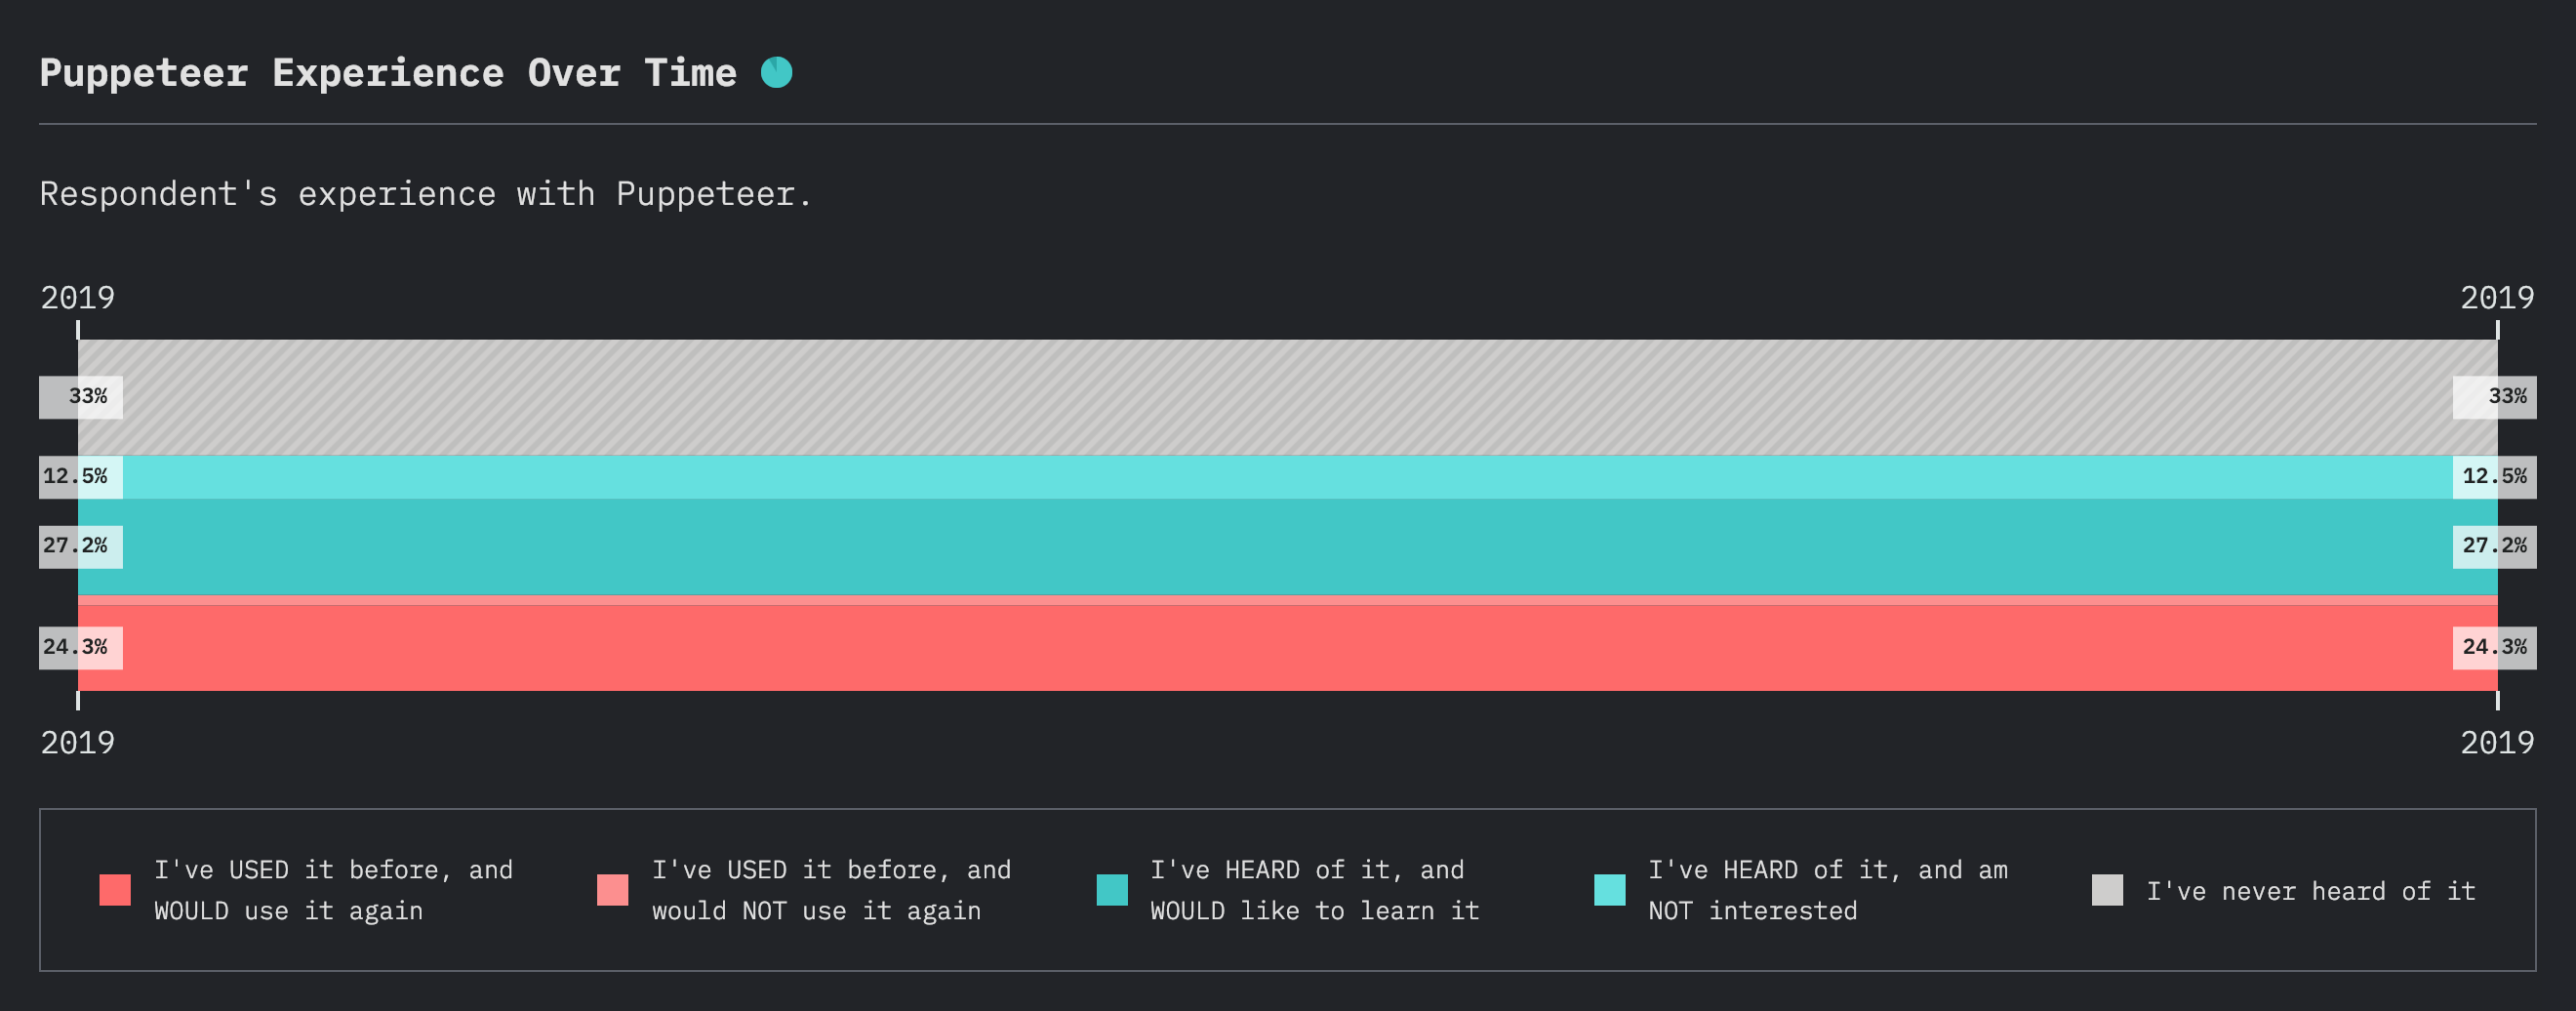 Puppeteer Experience Over Time
Respondent's experience with Puppeteer.
2019 2019
33% 33%
12.5% 12.5%
27.2% 27.2%
24.3% 24.3%
2019 2019
I've USED it before, and
WOULD use it again
I've USED it before, and
would NOT use it again
I've HEARD of it, and
WOULD like to learn it
I've HEARD of it, and am
NOT interested
I've never heard of it